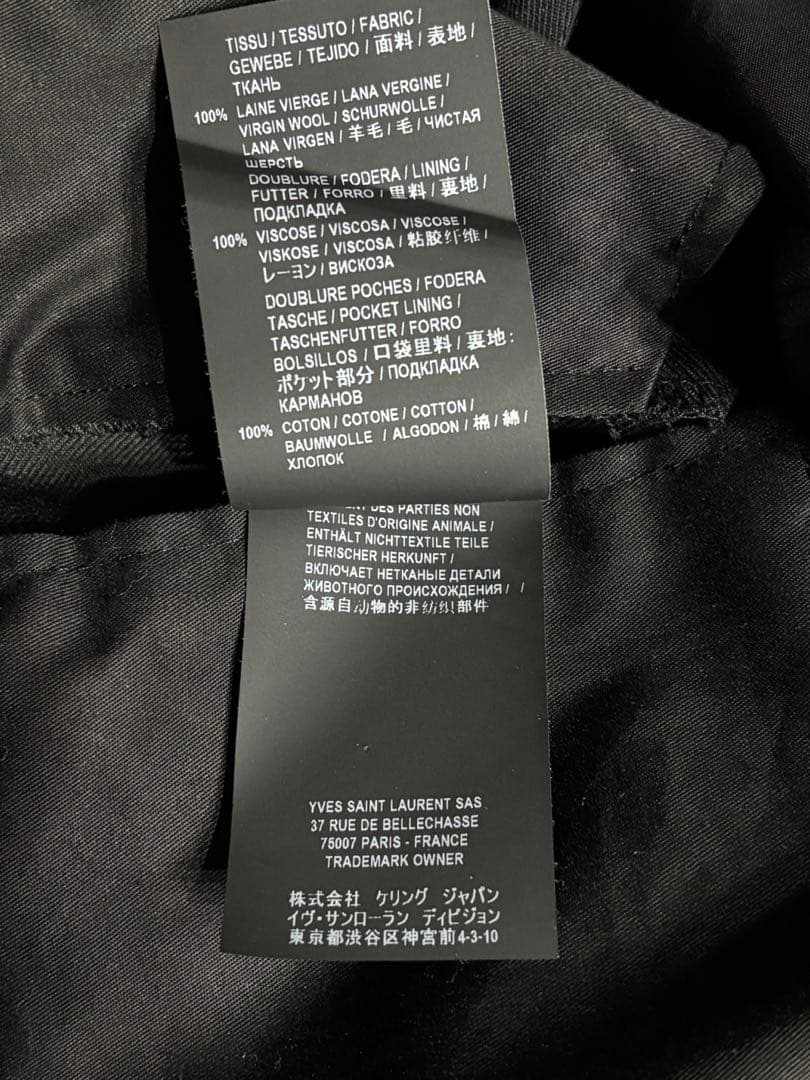 TISSU / TESSUTO / FABRIC /
GEWEBE / TEJIDO / 面料 / 表地 /
ТКАНЬ
100% LAINE VIERGE / LANA VERGINE /
VIRGIN WOOL / SCHURWOLLE /
LANA VIRGEN / 羊毛 / 毛 / ЧИСТАЯ
ШЕРСТЬ
DOUBLURE / FODERA / LINING /
FUTTER / FORRO / 里料 / 裏地 /
ПОДКЛАДКА
100% VISCOSE / VISCOSA / VISCOSE /
VISKOSE / VISCOSA / 粘胶纤维 /
レーヨン / ВИСКОЗА
DOUBLURE POCHES / FODERA
TASCHE / POCKET LINING /
TASCHENFUTTER / FORRO
BOLSILLOS / 口袋里料 / 裏地:
ポケット部分 / ПОДКЛАДКА
КАРМАНОВ
100% COTON / COTONE / COTTON /
BAUMWOLLE / ALGODON / 棉 / 綿 /
ХЛОПОК
DES PARTIES NON
TEXTILES D'ORIGINE ANIMALE /
ENTHÄLT NICHTTEXTILE TEILE
TIERISCHER HERKUNFT /
ВКЛЮЧАЕТ НЕТКАНЫЕ ДЕТАЛИ
ЖИВОТНОГО ПРОИСХОЖДЕНИЯ / /
含源自动物的非纺织部件
YVES SAINT LAURENT SAS
37 RUE DE BELLECHASSE
75007 PARIS - FRANCE
TRADEMARK OWNER
株式会社 ケリング ジャパン
イヴ・サンローラン ディビジョン
東京都渋谷区神宮前4-3-10